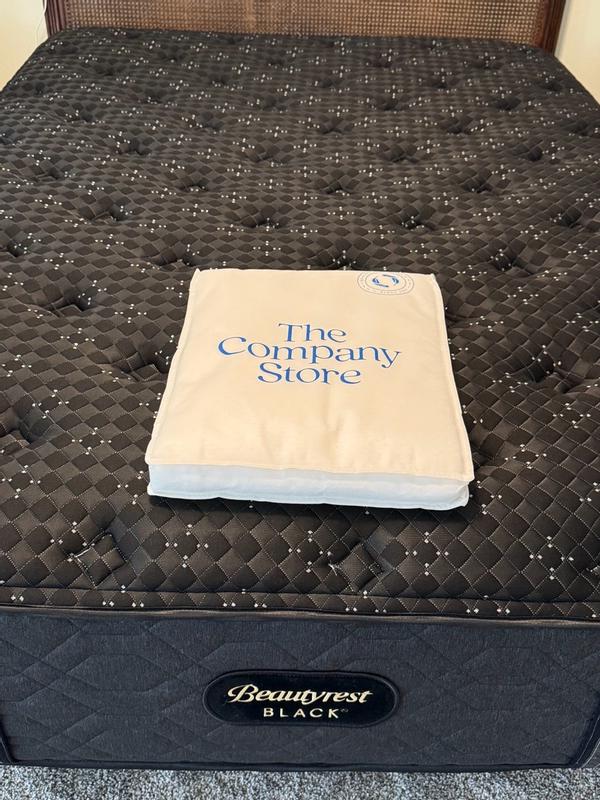 The
Company
Store
Beautyrest
BLACK®